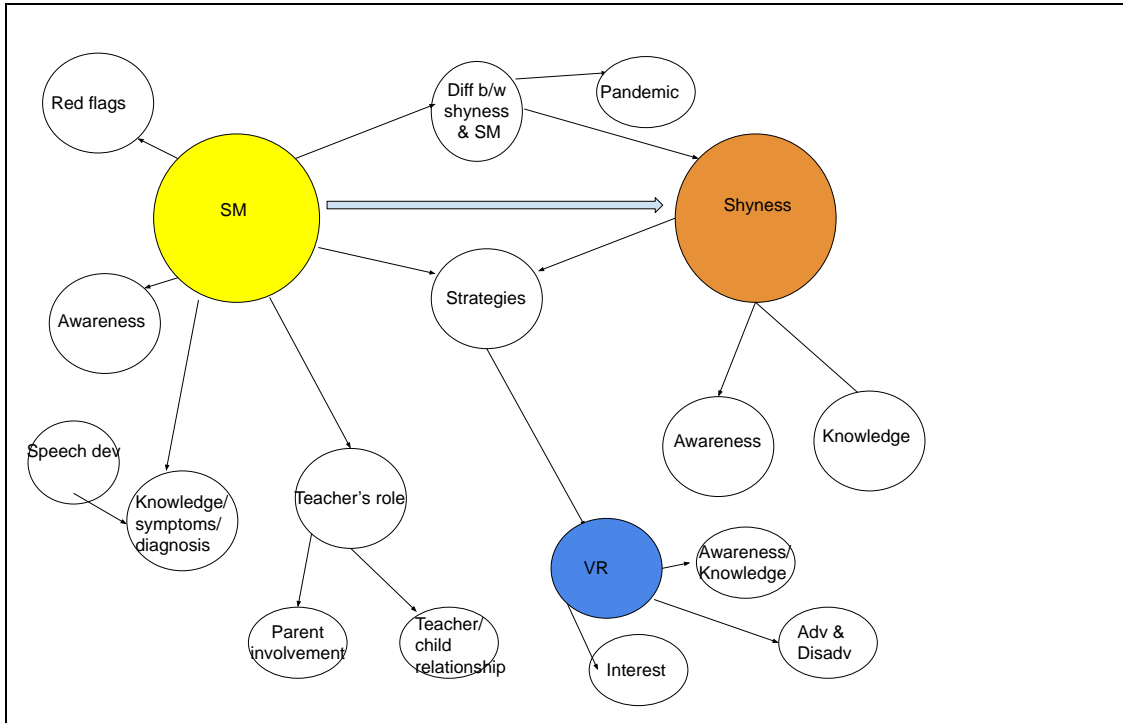 Red flags
Diff b/w
shyness
& SM
Pandemic
SM
Shyness
Strategies
Awareness
Awareness
Knowledge
Speech dev
Knowledge/
symptoms/
diagnosis
Teacher’s role
VR
Awareness/
Knowledge
Parent
involvement
Teacher/
child
relationship
Interest
Adv &
Disadv